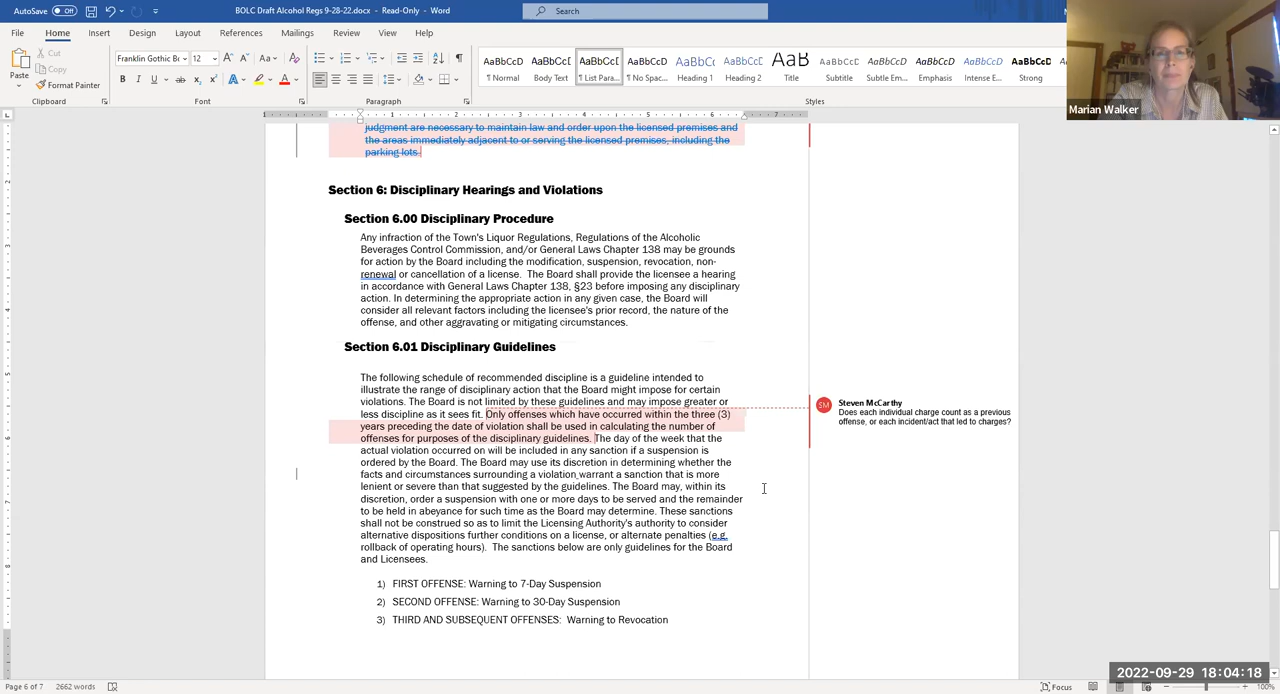 AutoSave Off
BOLC Draft Alcohol Regs 9-28-22.docx - Read-Only - Word
Search
File Home Insert Design Layout References Mailings Review View Help
Paste
Cut
Copy
Format Painter
Clipboard
Franklin Gothic B 12
Font
Paragraph
AaBbCcD AaBbCcI AaBbCcD AaBbCcD AaBbC AaBbCcI AaB AaBbCcD AaBbCcDı AaBbCcDı AaBbCcDı AaBbCcD
¶ Normal Body Text ¶ List Para... ¶ No Spac... Heading 1 Heading 2 Title Subtitle Subtle Em... Emphasis Intense E... Strong
Styles
Marian Walker
judgment are necessary to maintain law and order upon the licensed premises and
the areas immediately adjacent to or serving the licensed premises, including the
parking lots.
Section 6: Disciplinary Hearings and Violations
Section 6.00 Disciplinary Procedure
Any infraction of the Town's Liquor Regulations, Regulations of the Alcoholic
Beverages Control Commission, and/or General Laws Chapter 138 may be grounds
for action by the Board including the modification, suspension, revocation, non-
renewal or cancellation of a license. The Board shall provide the licensee a hearing
in accordance with General Laws Chapter 138, §23 before imposing any disciplinary
action. In determining the appropriate action in any given case, the Board will
consider all relevant factors including the licensee's prior record, the nature of the
offense, and other aggravating or mitigating circumstances.
Section 6.01 Disciplinary Guidelines
The following schedule of recommended discipline is a guideline intended to
illustrate the range of disciplinary action that the Board might impose for certain
violations. The Board is not limited by these guidelines and may impose greater or
less discipline as it sees fit. Only offenses which have occurred within the three (3)
years preceding the date of violation shall be used in calculating the number of
offenses for purposes of the disciplinary guidelines. The day of the week that the
actual violation occurred on will be included in any sanction if a suspension is
ordered by the Board. The Board may use its discretion in determining whether the
facts and circumstances surrounding a violation warrant a sanction that is more
lenient or severe than that suggested by the guidelines. The Board may, within its
discretion, order a suspension with one or more days to be served and the remainder
to be held in abeyance for such time as the Board may determine. These sanctions
shall not be construed so as to limit the Licensing Authority's authority to consider
alternative dispositions further conditions on a license, or alternate penalties (e.g.
rollback of operating hours). The sanctions below are only guidelines for the Board
and Licensees.
1) FIRST OFFENSE: Warning to 7-Day Suspension
2) SECOND OFFENSE: Warning to 30-Day Suspension
3) THIRD AND SUBSEQUENT OFFENSES: Warning to Revocation
SM Steven McCarthy
Does each individual charge count as a previous
offense, or each incident/act that led to charges?
Page 6 of 7 2662 words
Focus
100%
2022-09-29 18:04:18